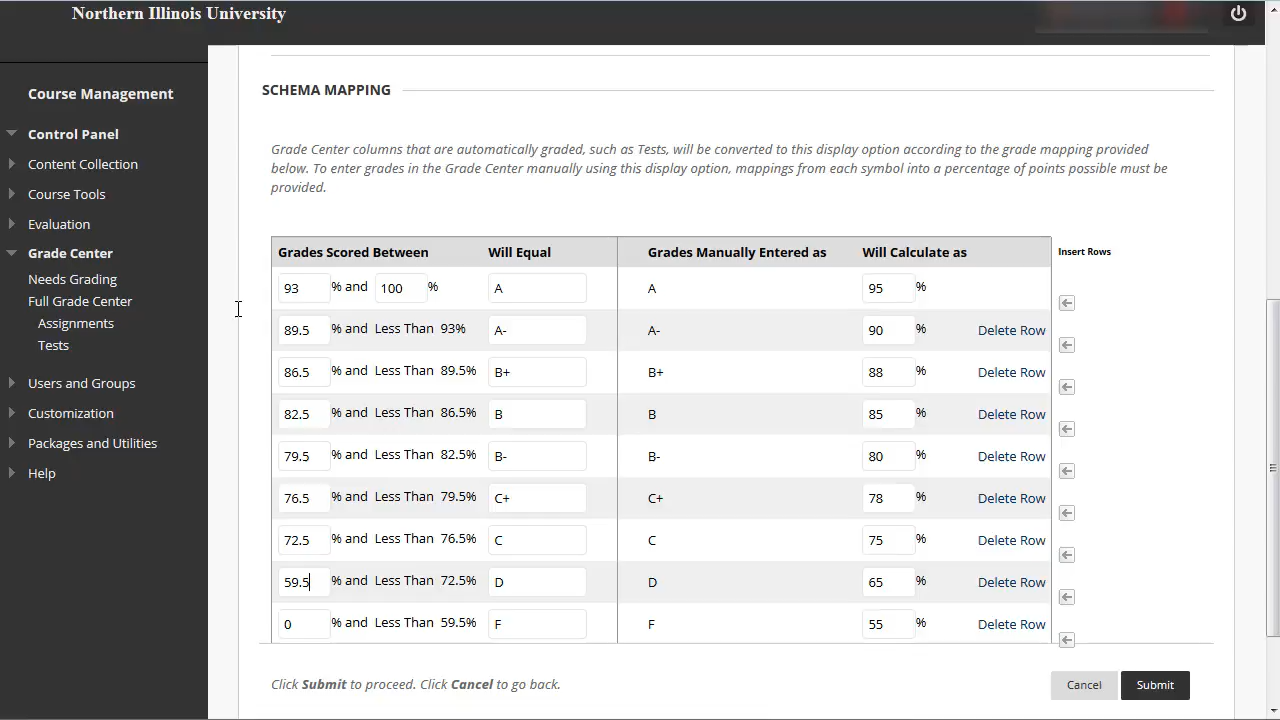 Northern Illinois University
Course Management
Control Panel
Content Collection
Course Tools
Evaluation
Grade Center
Needs Grading
Full Grade Center
Assignments
Tests
Users and Groups
Customization
Packages and Utilities
Help
SCHEMA MAPPING
Grade Center columns that are automatically graded, such as Tests, will be converted to this display option according to the grade mapping provided
below. To enter grades in the Grade Center manually using this display option, mappings from each symbol into a percentage of points possible must be
provided.
Grades Scored Between Will Equal Grades Manually Entered as Will Calculate as Insert Rows
93 % and 100 % A A 95 %
89.5 % and Less Than 93% A- A- 90 % Delete Row
86.5 % and Less Than 89.5% B+ B+ 88 % Delete Row
82.5 % and Less Than 86.5% B B 85 % Delete Row
79.5 % and Less Than 82.5% B- B- 80 % Delete Row
76.5 % and Less Than 79.5% C+ C+ 78 % Delete Row
72.5 % and Less Than 76.5% C C 75 % Delete Row
59.5 % and Less Than 72.5% D D 65 % Delete Row
0 % and Less Than 59.5% F F 55 % Delete Row
Click Submit to proceed. Click Cancel to go back.
Cancel Submit